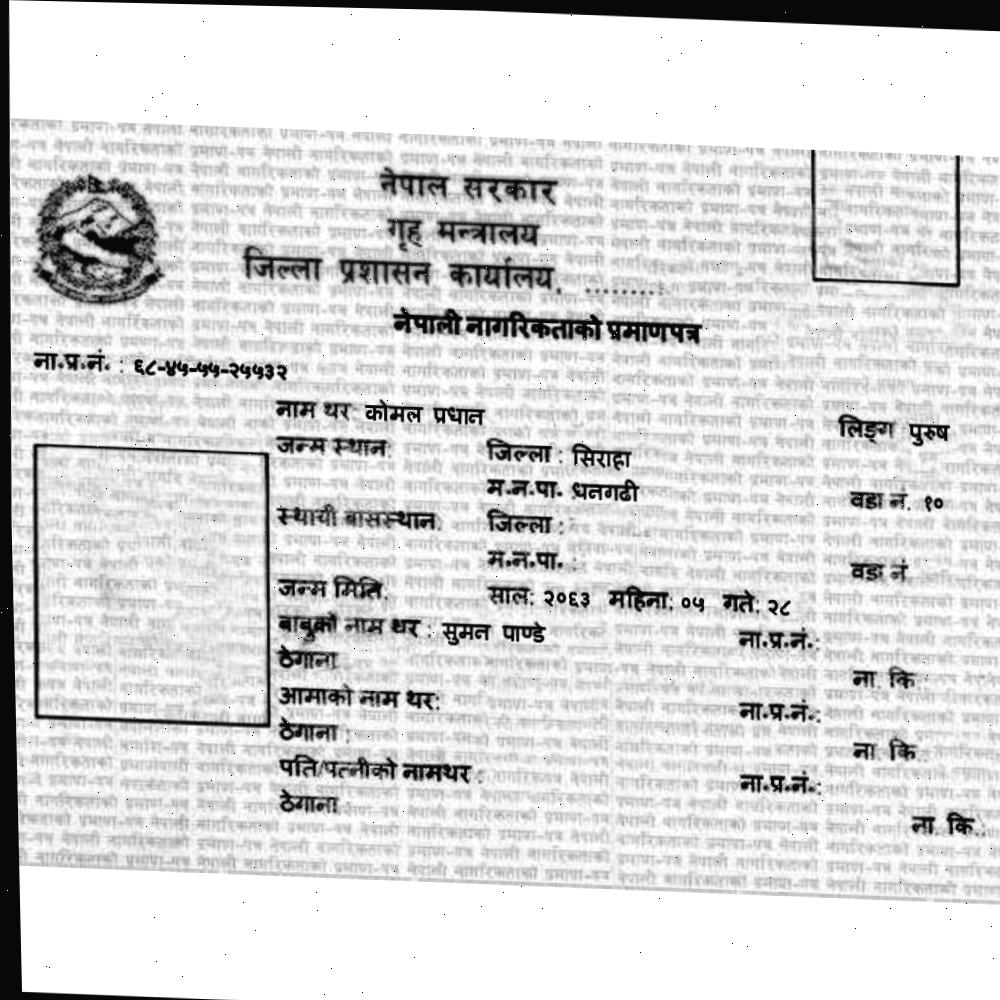 नेपाल सरकार
गृह मन्त्रालय
जिल्ला प्रशासन कार्यालय, .........
नेपाली नागरिकताको प्रमाणपत्र
ना.प्र.नं. : ६८-४५-५५-२५५३२
नाम थर: कोमल प्रधान लिङ्ग पुरुष
जन्म स्थान: जिल्ला : सिराहा
म.न.पा. धनगढी वडा नं. १०
स्थायी बासस्थान: जिल्ला :
म.न.पा. : वडा नं.
जन्म मिति: साल: २०६३ महिना: ०५ गते: २८
बाबुको नाम थर : सुमन पाण्डे ना.प्र.नं.:
ठेगाना : ना. कि. :
आमाको नाम थर: ना.प्र.नं.:
ठेगाना : ना. कि. :
पति/पत्नीको नामथर : ना.प्र.नं.:
ठेगाना : ना. कि. :